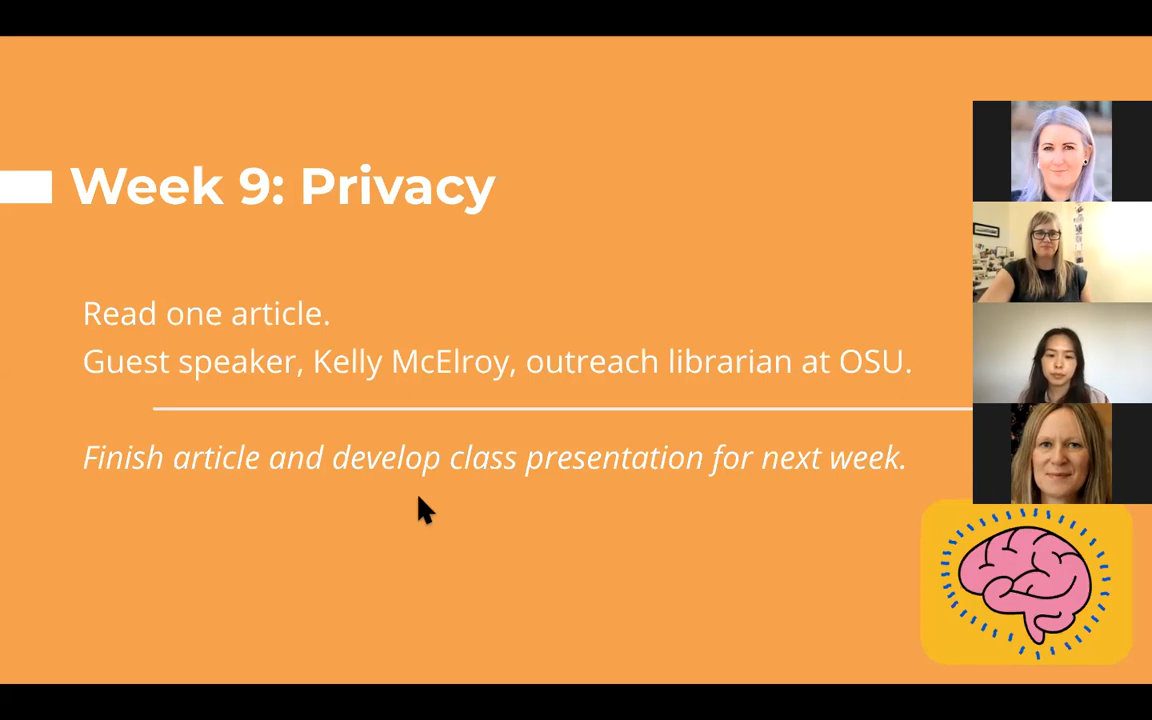 Week 9: Privacy
Read one article.
Guest speaker, Kelly McElroy, outreach librarian at OSU.
Finish article and develop class presentation for next week.